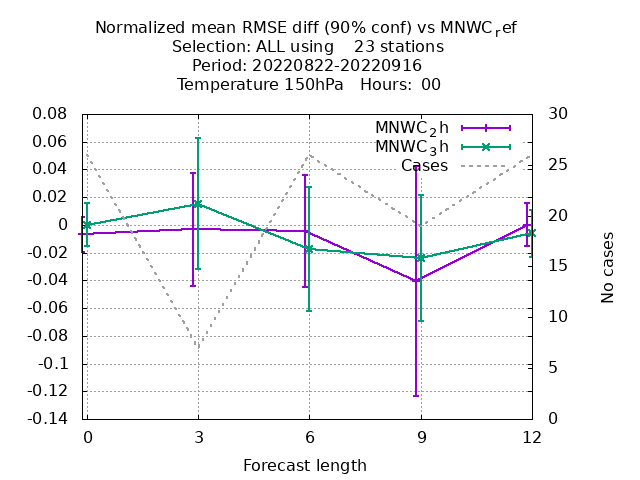 Normalized mean RMSE diff (90% conf) vs MNWCref
Selection: ALL using 23 stations
Period: 20220822-20220916
Temperature 150hPa Hours: 00
MNWC2h
MNWC3h
Cases
0.08
0.06
0.04
0.02
0
-0.02
-0.04
-0.06
-0.08
-0.1
-0.12
-0.14
30
25
20
15
10
5
0
No cases
0 3 6 9 12
Forecast length